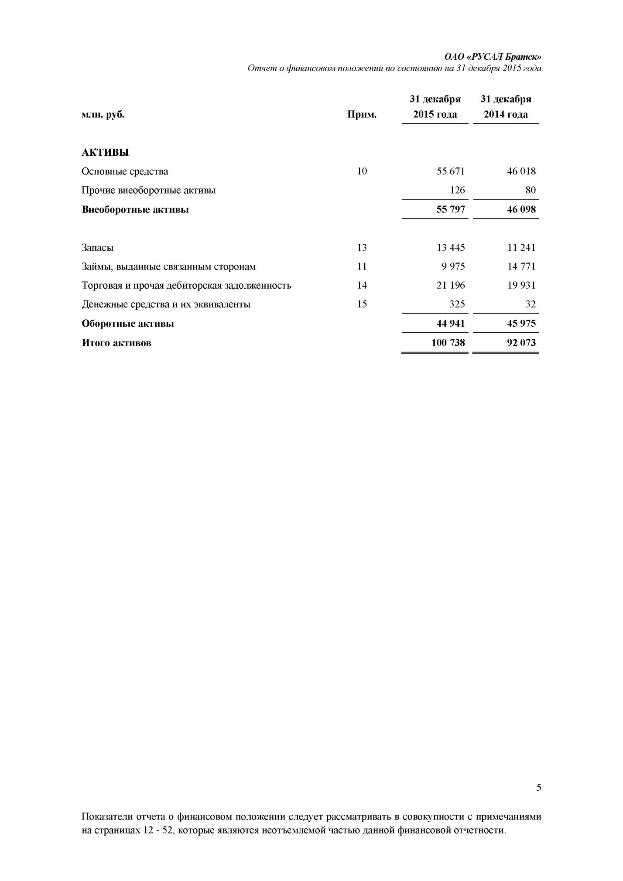 ОАО «РУСАЛ Братск»
Отчет о финансовом положении по состоянию на 31 декабря 2015 года
31 декабря 31 декабря
млн. руб. Прим. 2015 года 2014 года
АКТИВЫ
Основные средства 10 55 671 46 018
Прочие внеоборотные активы 126 80
Внеоборотные активы 55 797 46 098
Запасы 13 13 445 11 241
Займы, выданные связанным сторонам 11 9 975 14 771
Торговая и прочая дебиторская задолженность 14 21 196 19 931
Денежные средства и их эквиваленты 15 325 32
Оборотные активы 44 941 45 975
Итого активов 100 738 92 073
5
Показатели отчета о финансовом положении следует рассматривать в совокупности с примечаниями
на страницах 12 - 52, которые являются неотъемлемой частью данной финансовой отчетности.